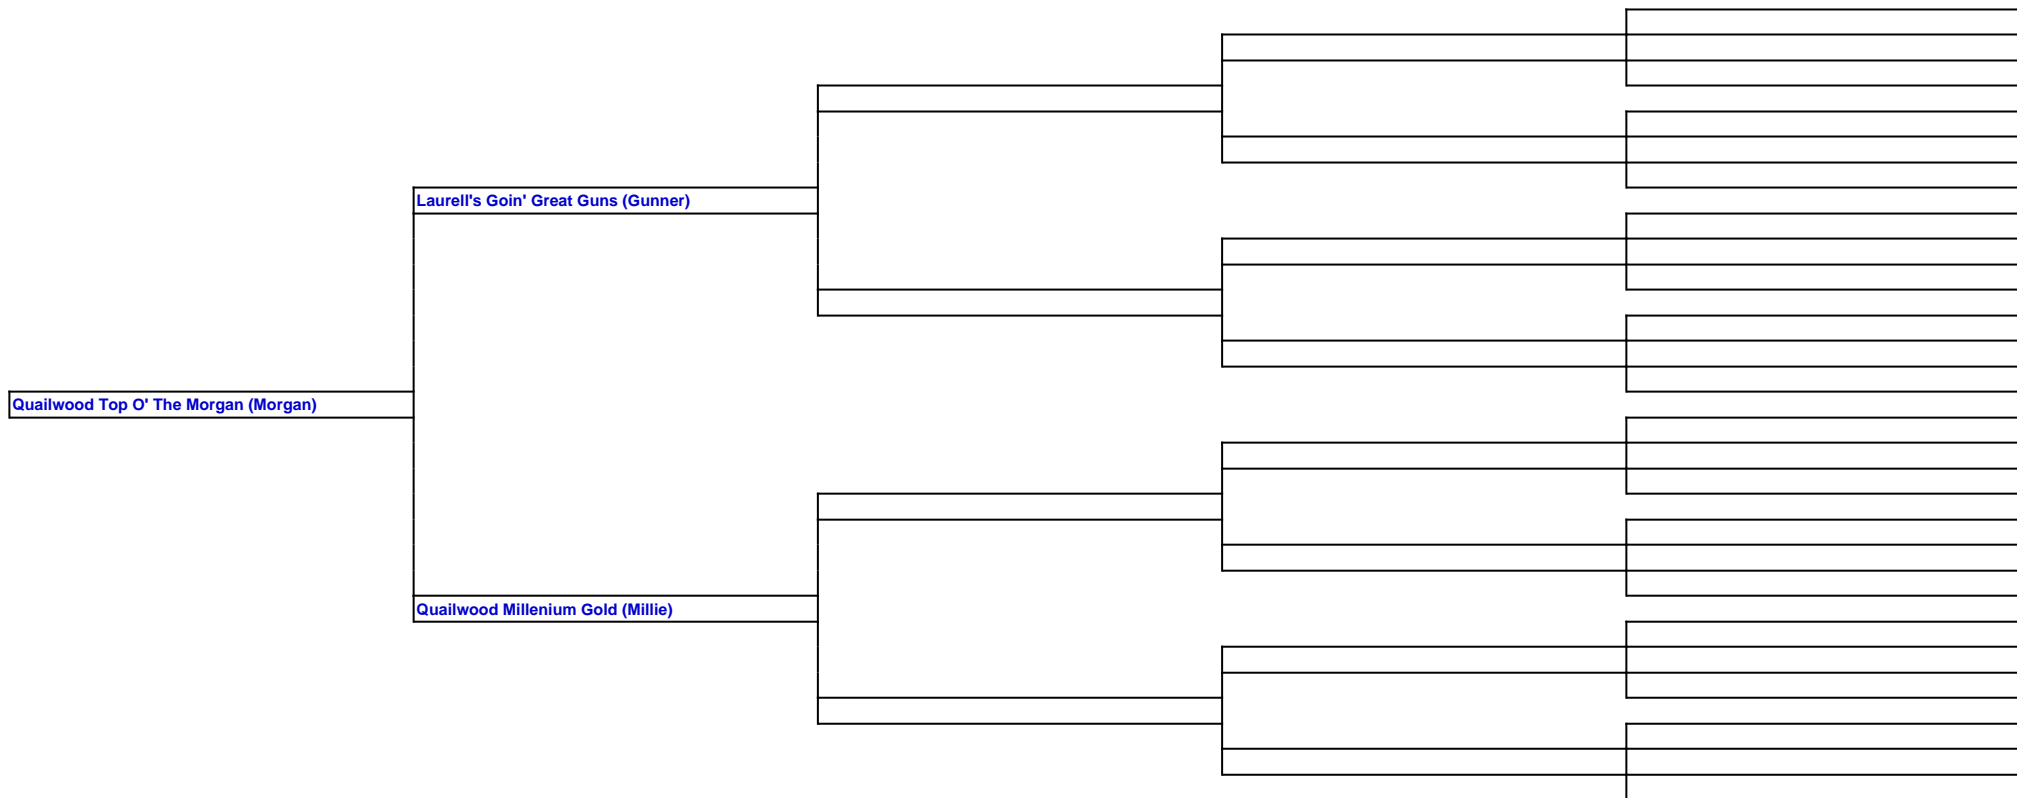 Laurell's Goin' Great Guns (Gunner)
Quailwood Top O' The Morgan (Morgan)
Quailwood Millenium Gold (Millie)